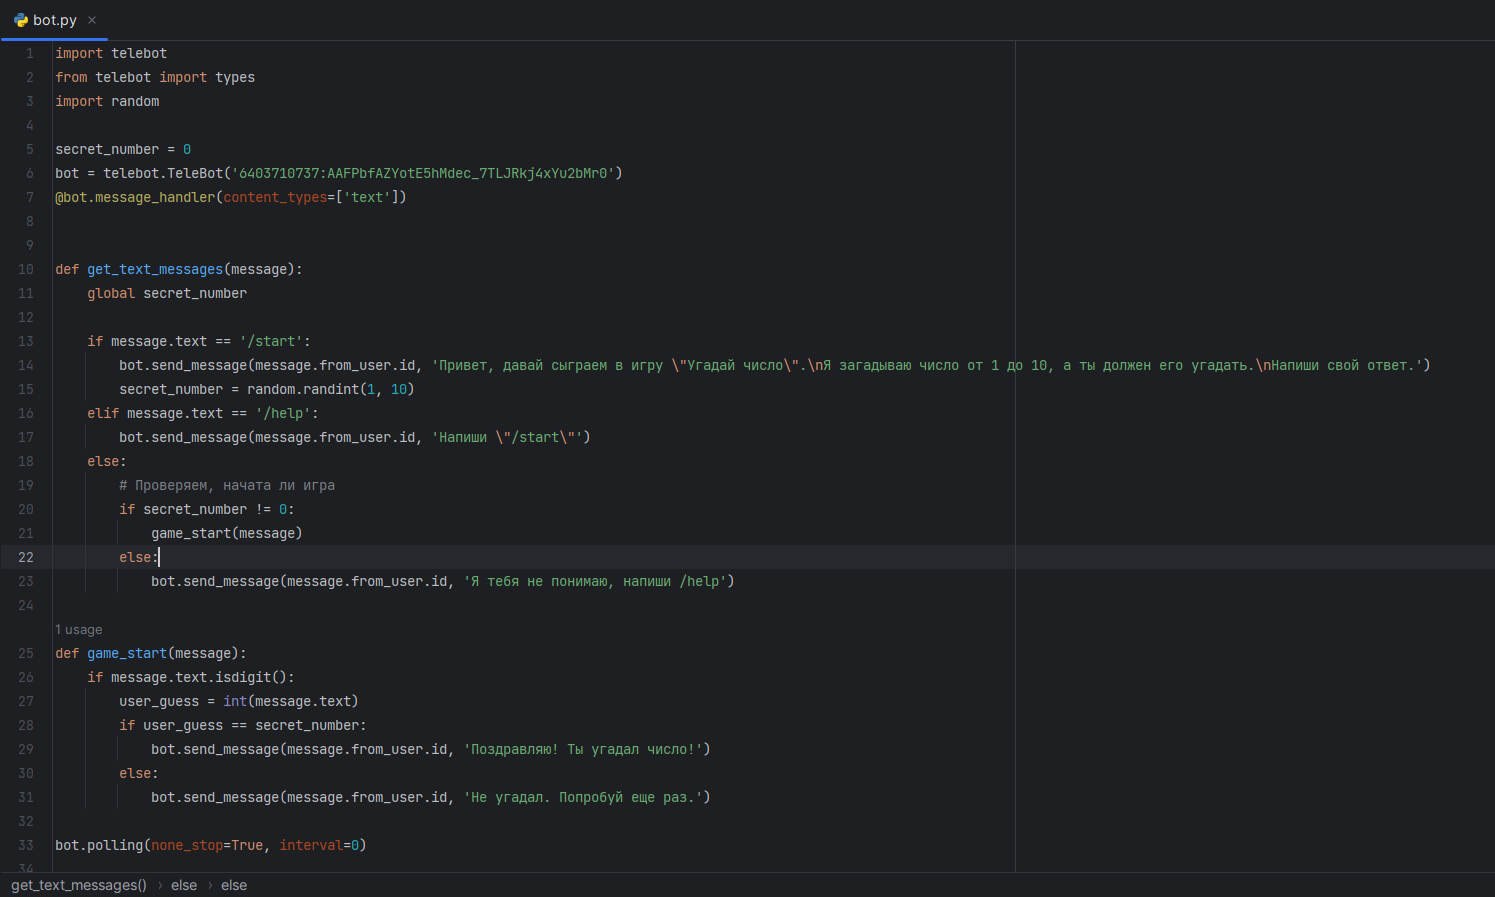 bot.py
1 import telebot
2 from telebot import types
3 import random
4
5 secret_number = 0
6 bot = telebot.TeleBot('6403710737:AAFPbfAZYotE5hMdec_7TLJRkj4xYu2bMr0')
7 @bot.message_handler(content_types=['text'])
8
9
10 def get_text_messages(message):
11     global secret_number
12
13     if message.text == '/start':
14         bot.send_message(message.from_user.id, 'Привет, давай сыграем в игру \"Угадай число\".\nЯ загадываю число от 1 до 10, а ты должен его угадать.\nНапиши свой ответ.')
15         secret_number = random.randint(1, 10)
16     elif message.text == '/help':
17         bot.send_message(message.from_user.id, 'Напиши \"/start\"')
18     else:
19         # Проверяем, начата ли игра
20         if secret_number != 0:
21             game_start(message)
22         else:
23             bot.send_message(message.from_user.id, 'Я тебя не понимаю, напиши /help')
24
1 usage
25 def game_start(message):
26     if message.text.isdigit():
27         user_guess = int(message.text)
28         if user_guess == secret_number:
29             bot.send_message(message.from_user.id, 'Поздравляю! Ты угадал число!')
30         else:
31             bot.send_message(message.from_user.id, 'Не угадал. Попробуй еще раз.')
32
33 bot.polling(none_stop=True, interval=0)
34
get_text_messages() › else › else